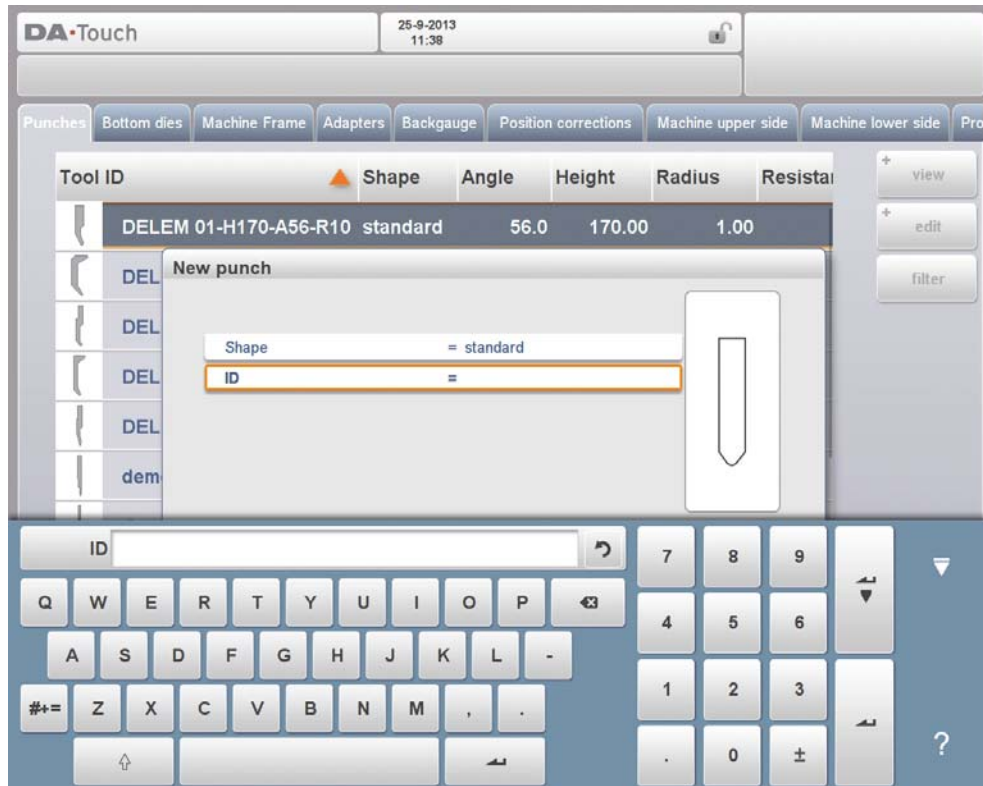 DA·Touch
25-9-2013
11:38
Punches Bottom dies Machine Frame Adapters Backgauge Position corrections Machine upper side Machine lower side Pro
Tool ID Shape Angle Height Radius Resistan
view
DELEM 01-H170-A56-R10 standard 56.0 170.00 1.00
edit
DEL
New punch
filter
DEL
Shape = standard
DEL
ID =
DEL
dem
ID
7 8 9
Q W E R T Y U I O P
4 5 6
A S D F G H J K L -
1 2 3
#+= Z X C V B N M , .
. 0 ±
?